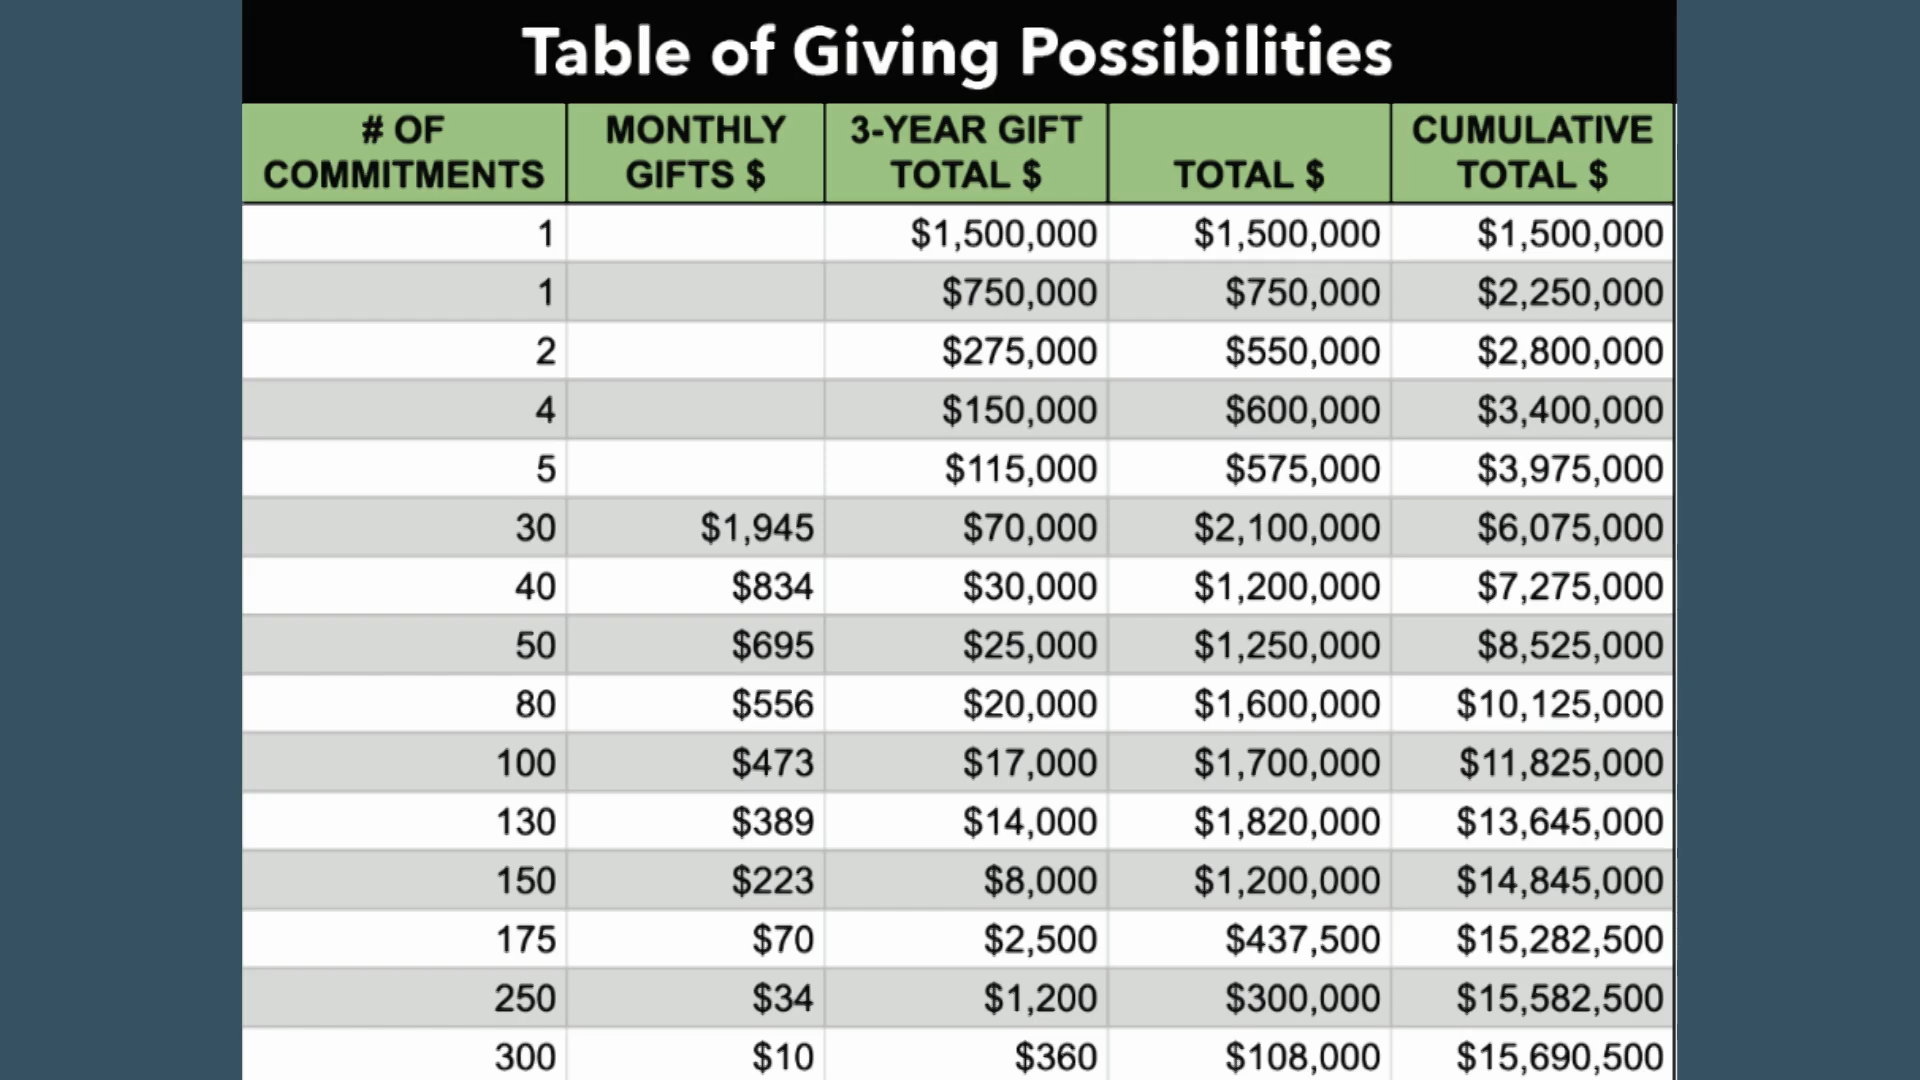 Table of Giving Possibilities
# OF COMMITMENTS MONTHLY GIFTS $ 3-YEAR GIFT TOTAL $ TOTAL $ CUMULATIVE TOTAL $
1 $1,500,000 $1,500,000 $1,500,000
1 $750,000 $750,000 $2,250,000
2 $275,000 $550,000 $2,800,000
4 $150,000 $600,000 $3,400,000
5 $115,000 $575,000 $3,975,000
30 $1,945 $70,000 $2,100,000 $6,075,000
40 $834 $30,000 $1,200,000 $7,275,000
50 $695 $25,000 $1,250,000 $8,525,000
80 $556 $20,000 $1,600,000 $10,125,000
100 $473 $17,000 $1,700,000 $11,825,000
130 $389 $14,000 $1,820,000 $13,645,000
150 $223 $8,000 $1,200,000 $14,845,000
175 $70 $2,500 $437,500 $15,282,500
250 $34 $1,200 $300,000 $15,582,500
300 $10 $360 $108,000 $15,690,500